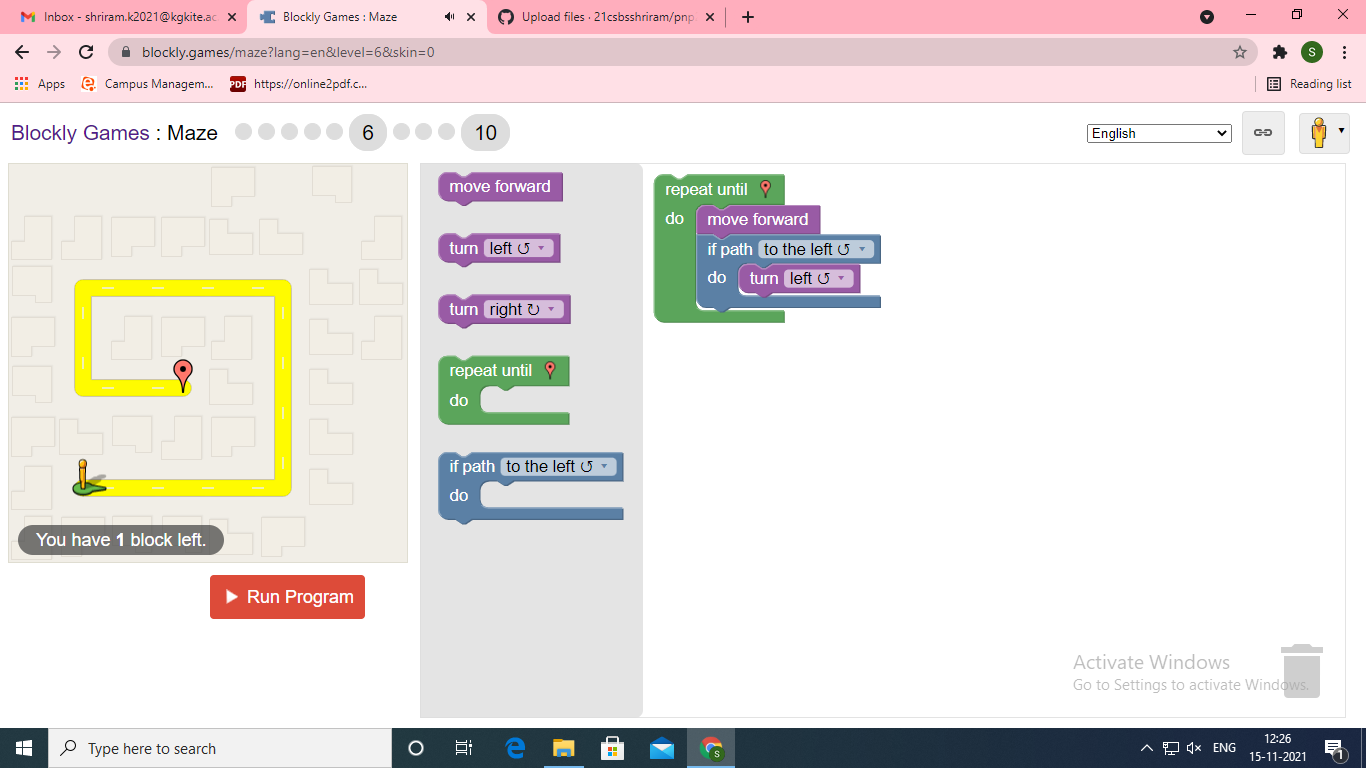 Inbox - shriram.k2021@kgkite.ac
Blockly Games : Maze
Upload files · 21csbsshriram/pnp
blockly.games/maze?lang=en&level=6&skin=0
S
Apps
Campus Managem...
PDF
https://online2pdf.c...
Reading list
Blockly Games : Maze
6
10
English
move forward
turn left ↺
turn right ↻
repeat until
do
if path to the left ↺
do
repeat until
do
move forward
if path to the left ↺
do
turn left ↺
You have 1 block left.
Run Program
Activate Windows
Go to Settings to activate Windows.
Type here to search
S
ENG
12:26
15-11-2021
1